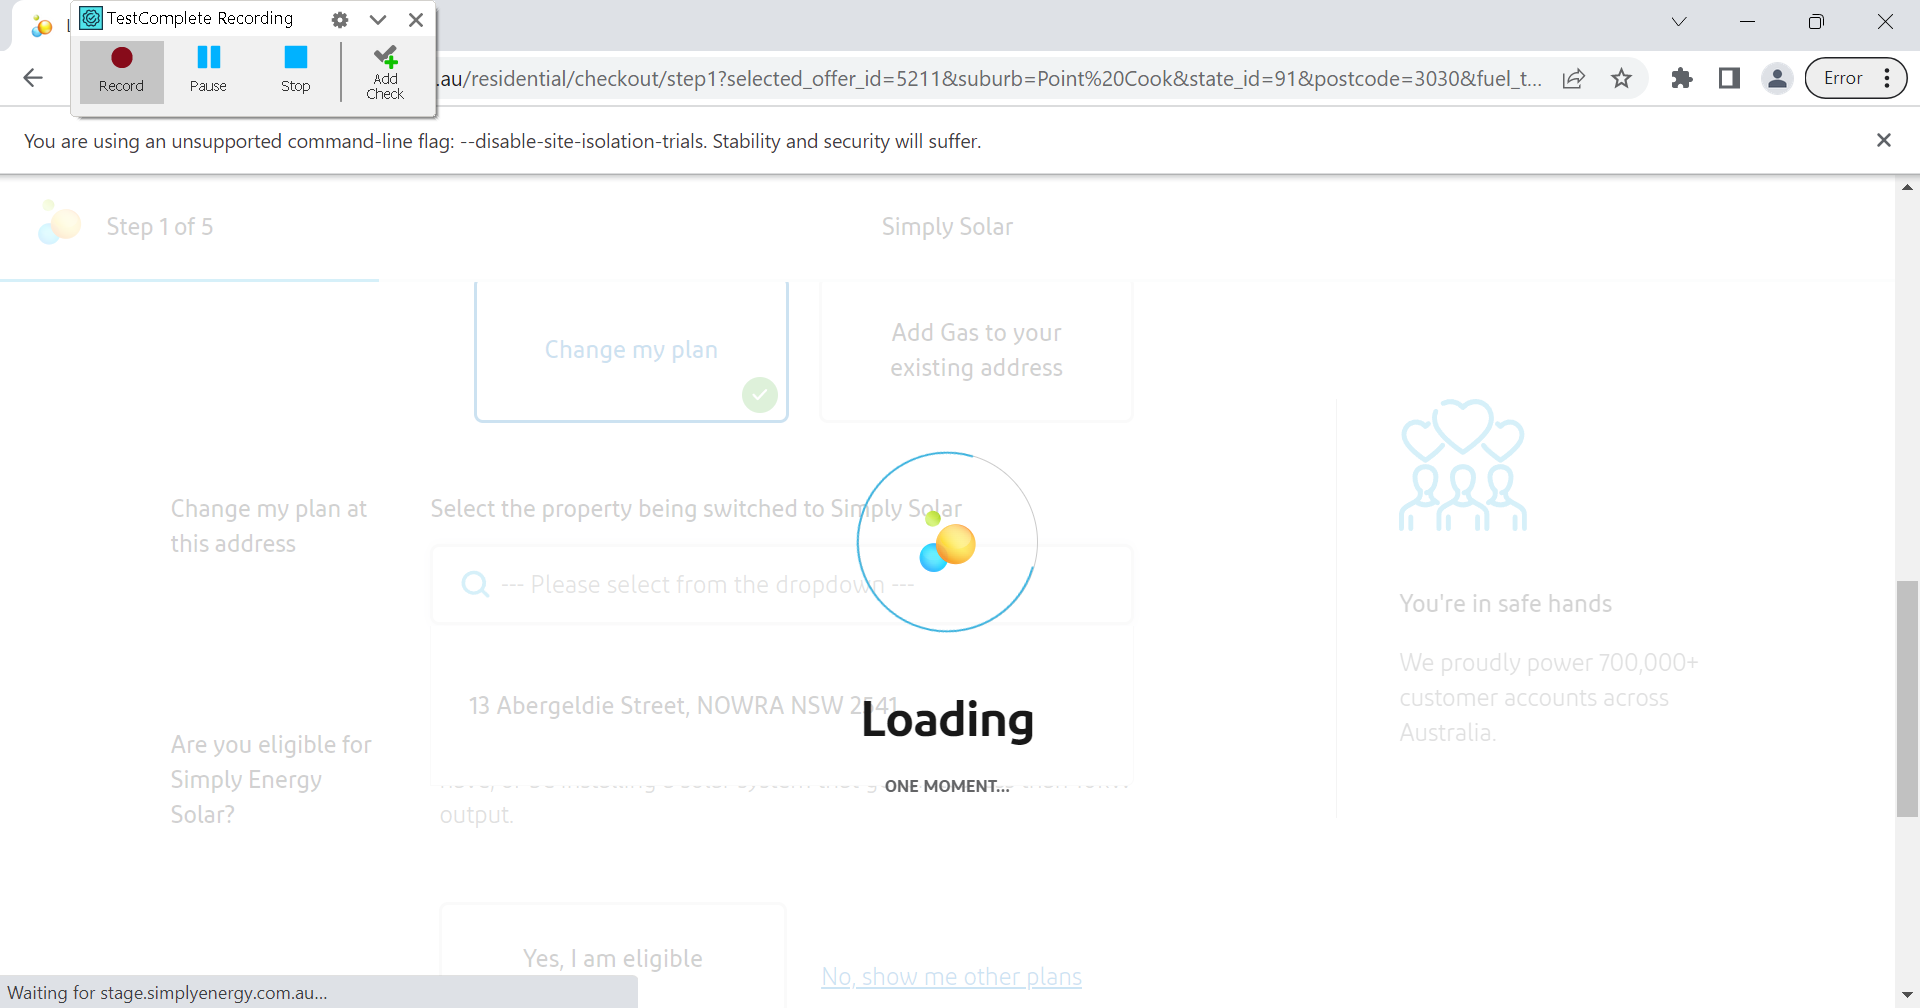 TestComplete Recording
Record
Pause
Stop
Add
Check
.au/residential/checkout/step1?selected_offer_id=5211&suburb=Point%20Cook&state_id=91&postcode=3030&fuel_t...
Error
You are using an unsupported command-line flag: --disable-site-isolation-trials. Stability and security will suffer.
Step 1 of 5
Simply Solar
Change my plan
Add Gas to your
existing address
Change my plan at
this address
Select the property being switched to Simply Solar
--- Please select from the dropdown ---
13 Abergeldie Street, NOWRA NSW 2541
Loading
ONE MOMENT...
Are you eligible for
Simply Energy
Solar?
output.
You're in safe hands
We proudly power 700,000+
customer accounts across
Australia.
Yes, I am eligible
No, show me other plans
Waiting for stage.simplyenergy.com.au...